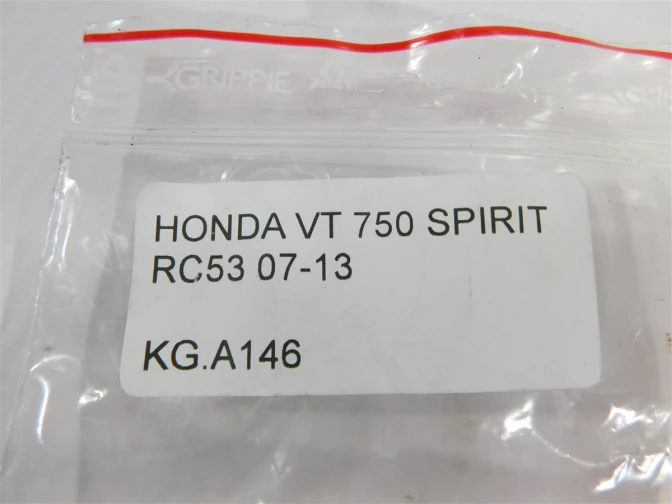 GRIPPIE
HONDA VT 750 SPIRIT
RC53 07-13
KG.A146